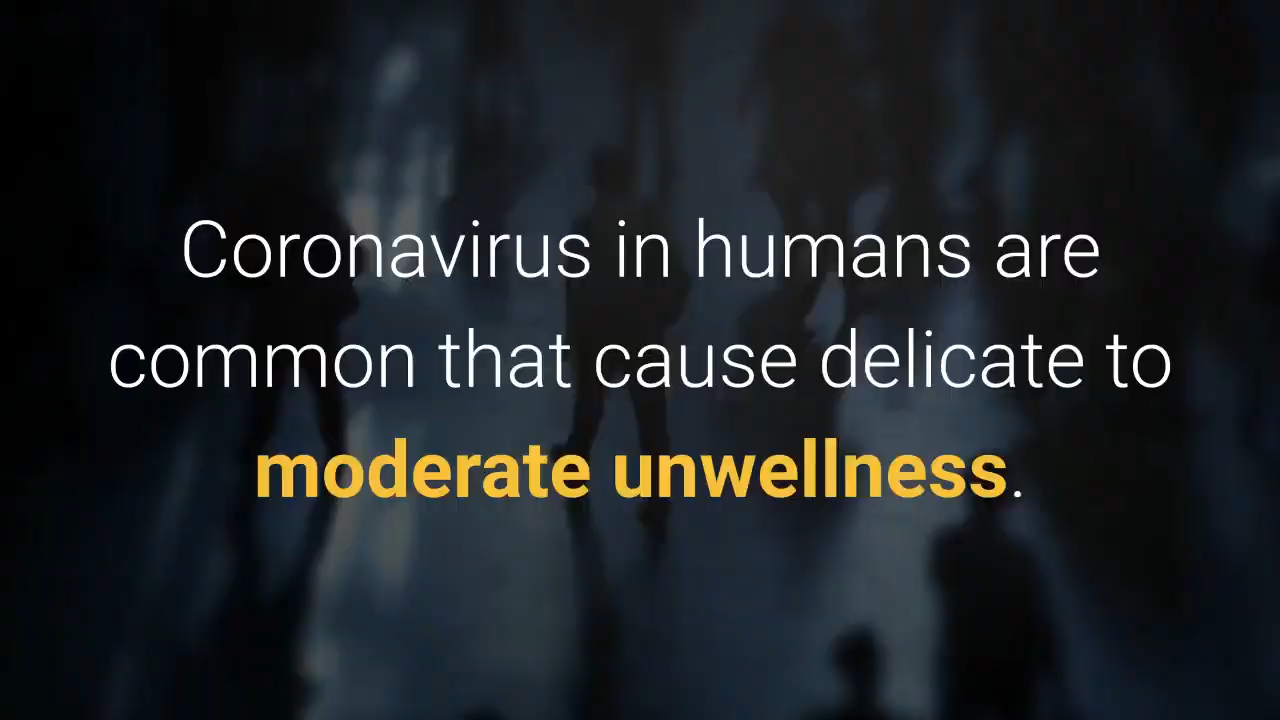 Coronavirus in humans are
common that cause delicate to
moderate unwellness.